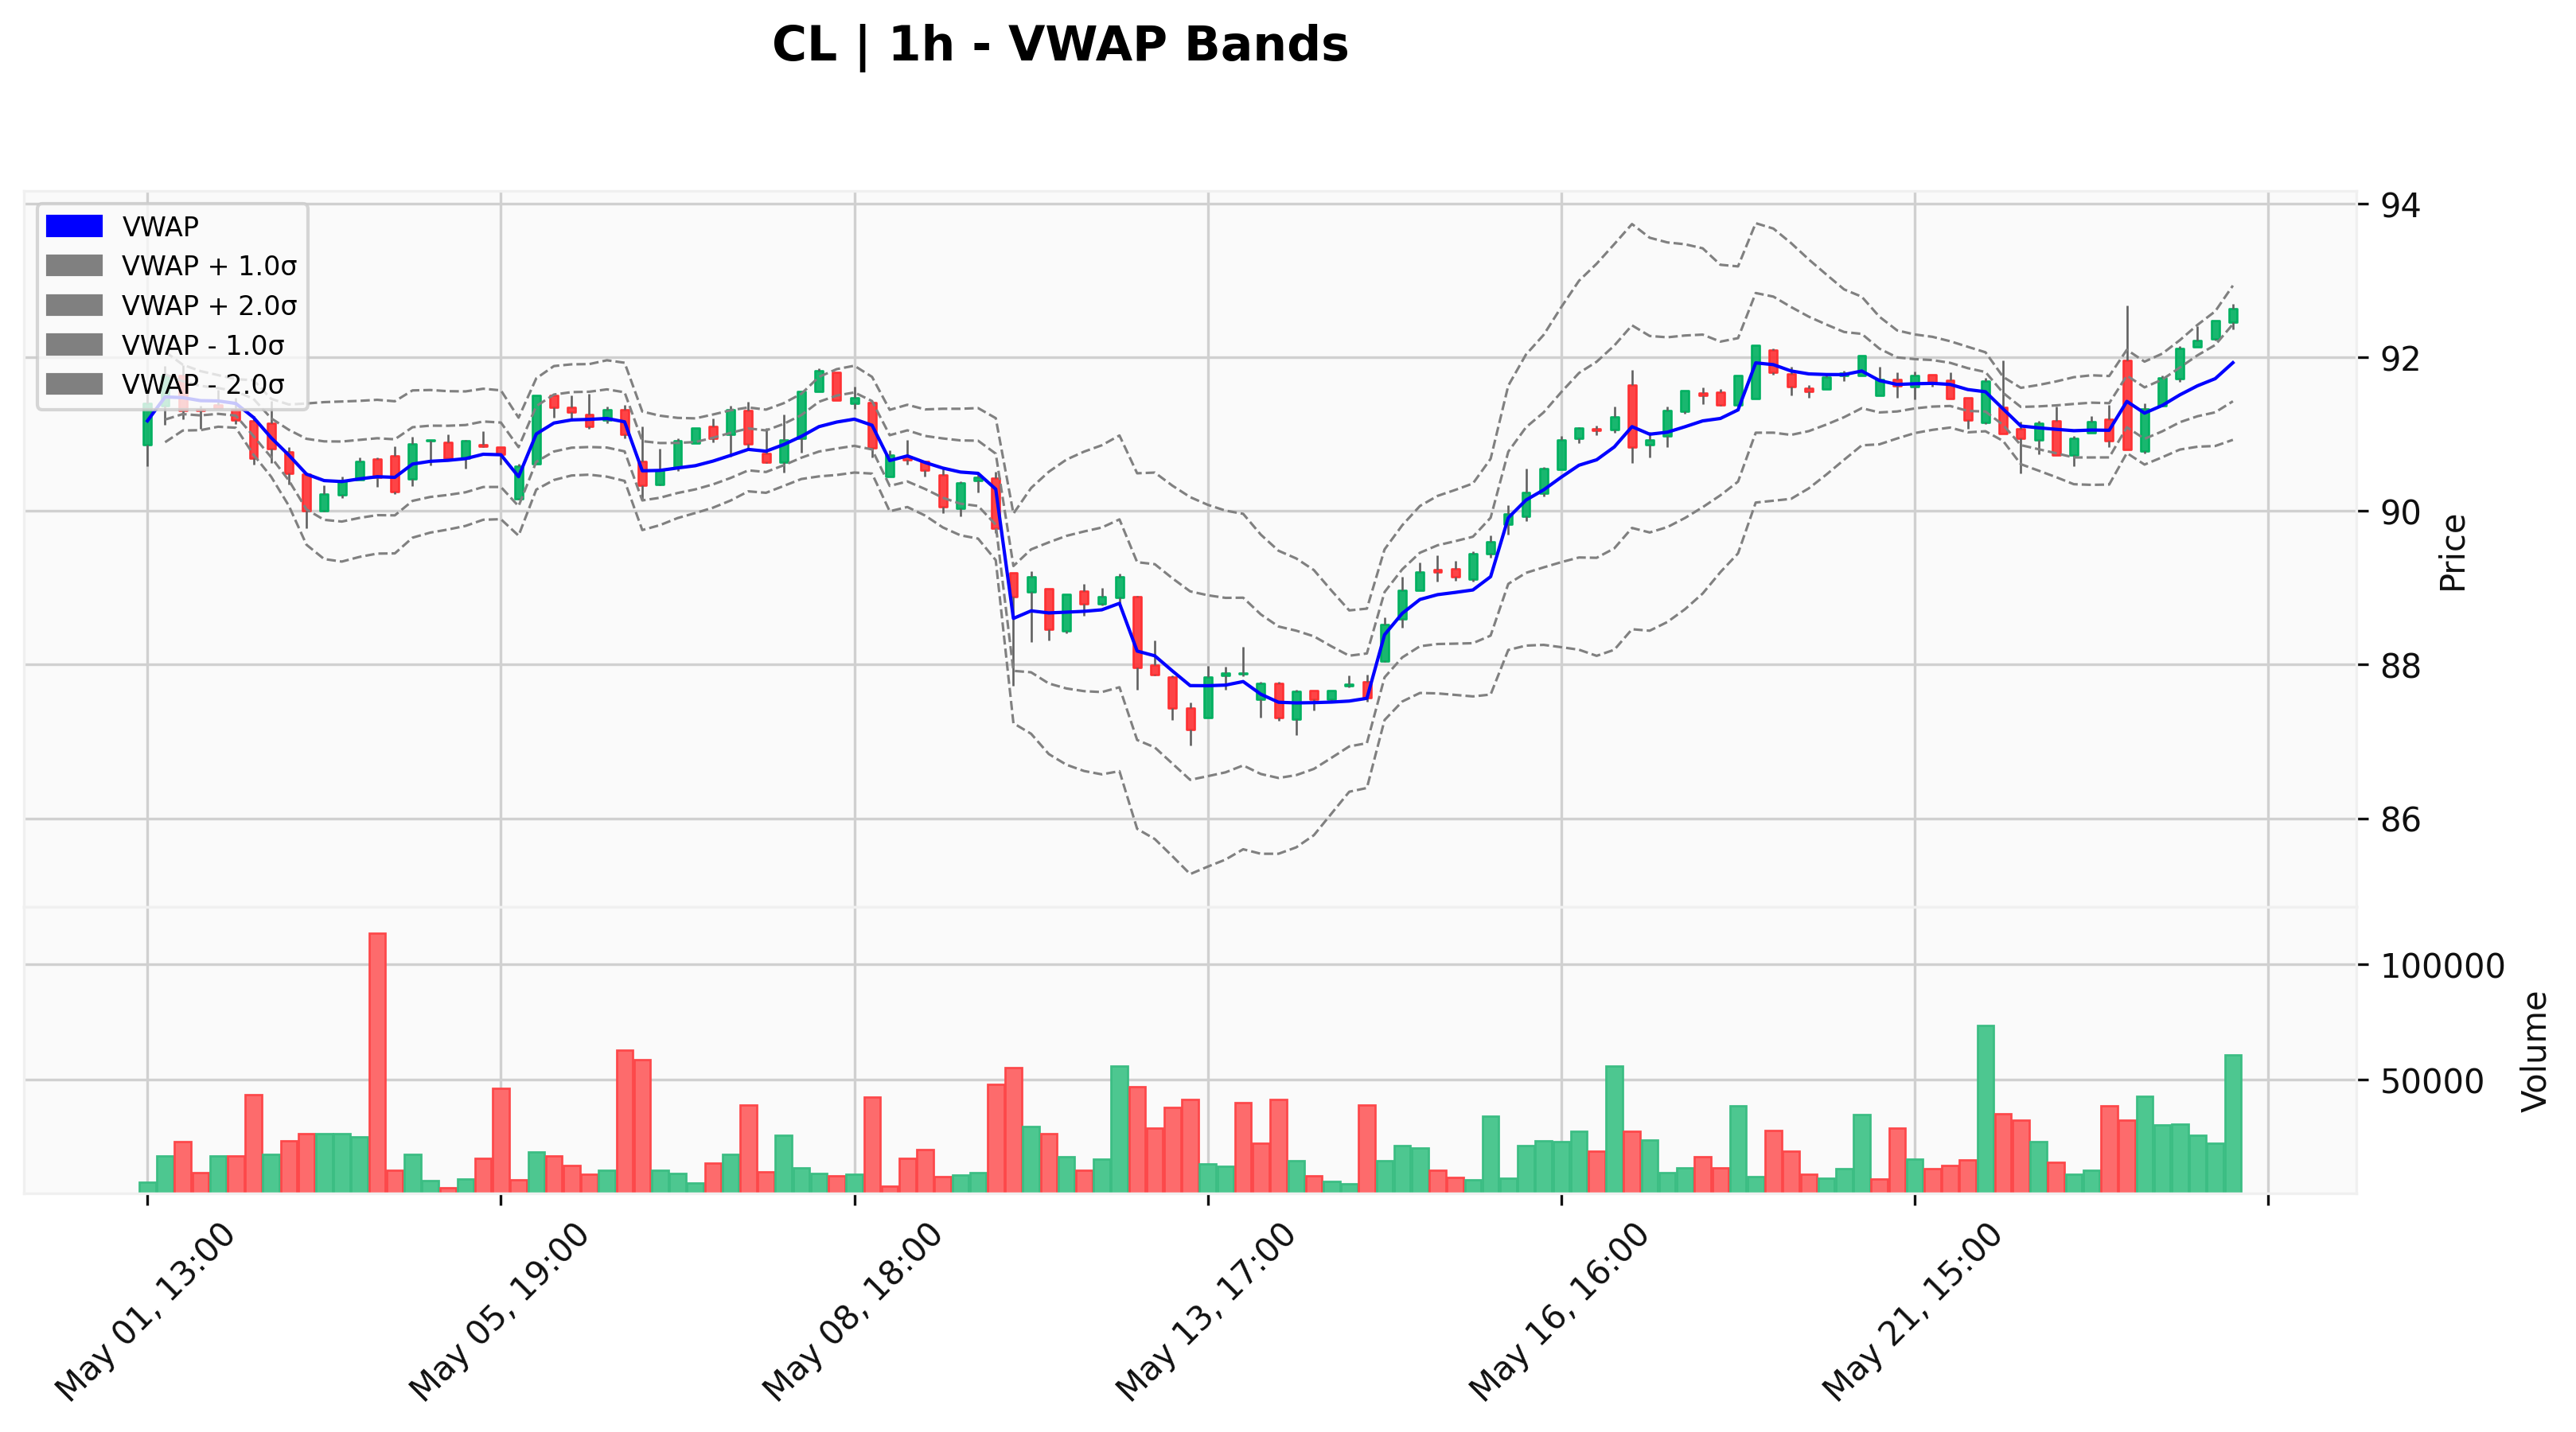 CL | 1h - VWAP Bands
VWAP
VWAP + 1.0σ
VWAP + 2.0σ
VWAP - 1.0σ
VWAP - 2.0σ
94
92
90
88
86
Price
100000
50000
Volume
May 01, 13:00
May 05, 19:00
May 08, 18:00
May 13, 17:00
May 16, 16:00
May 21, 15:00